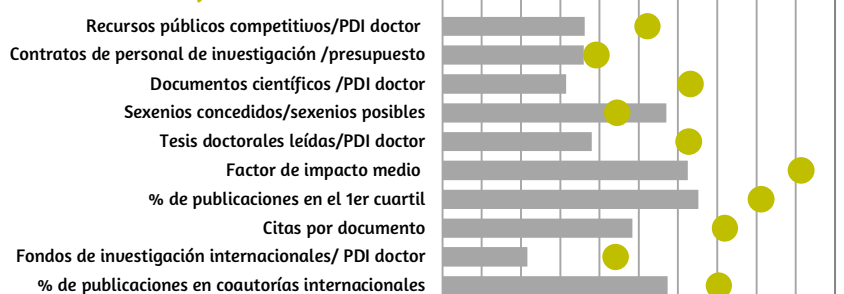 Recursos públicos competitivos/PDI doctor
Contratos de personal de investigación /presupuesto
Documentos científicos /PDI doctor
Sexenios concedidos/sexenios posibles
Tesis doctorales leídas/PDI doctor
Factor de impacto medio
% de publicaciones en el 1er cuartil
Citas por documento
Fondos de investigación internacionales/ PDI doctor
% de publicaciones en coautorías internacionales